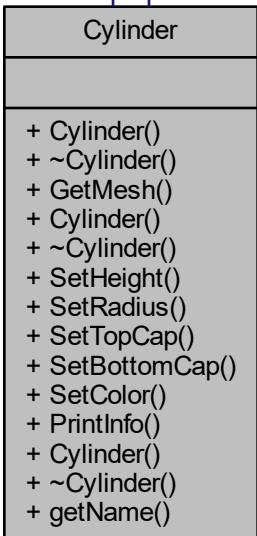 Cylinder
+ Cylinder()
+ ~Cylinder()
+ GetMesh()
+ Cylinder()
+ ~Cylinder()
+ SetHeight()
+ SetRadius()
+ SetTopCap()
+ SetBottomCap()
+ SetColor()
+ PrintInfo()
+ Cylinder()
+ ~Cylinder()
+ getName()